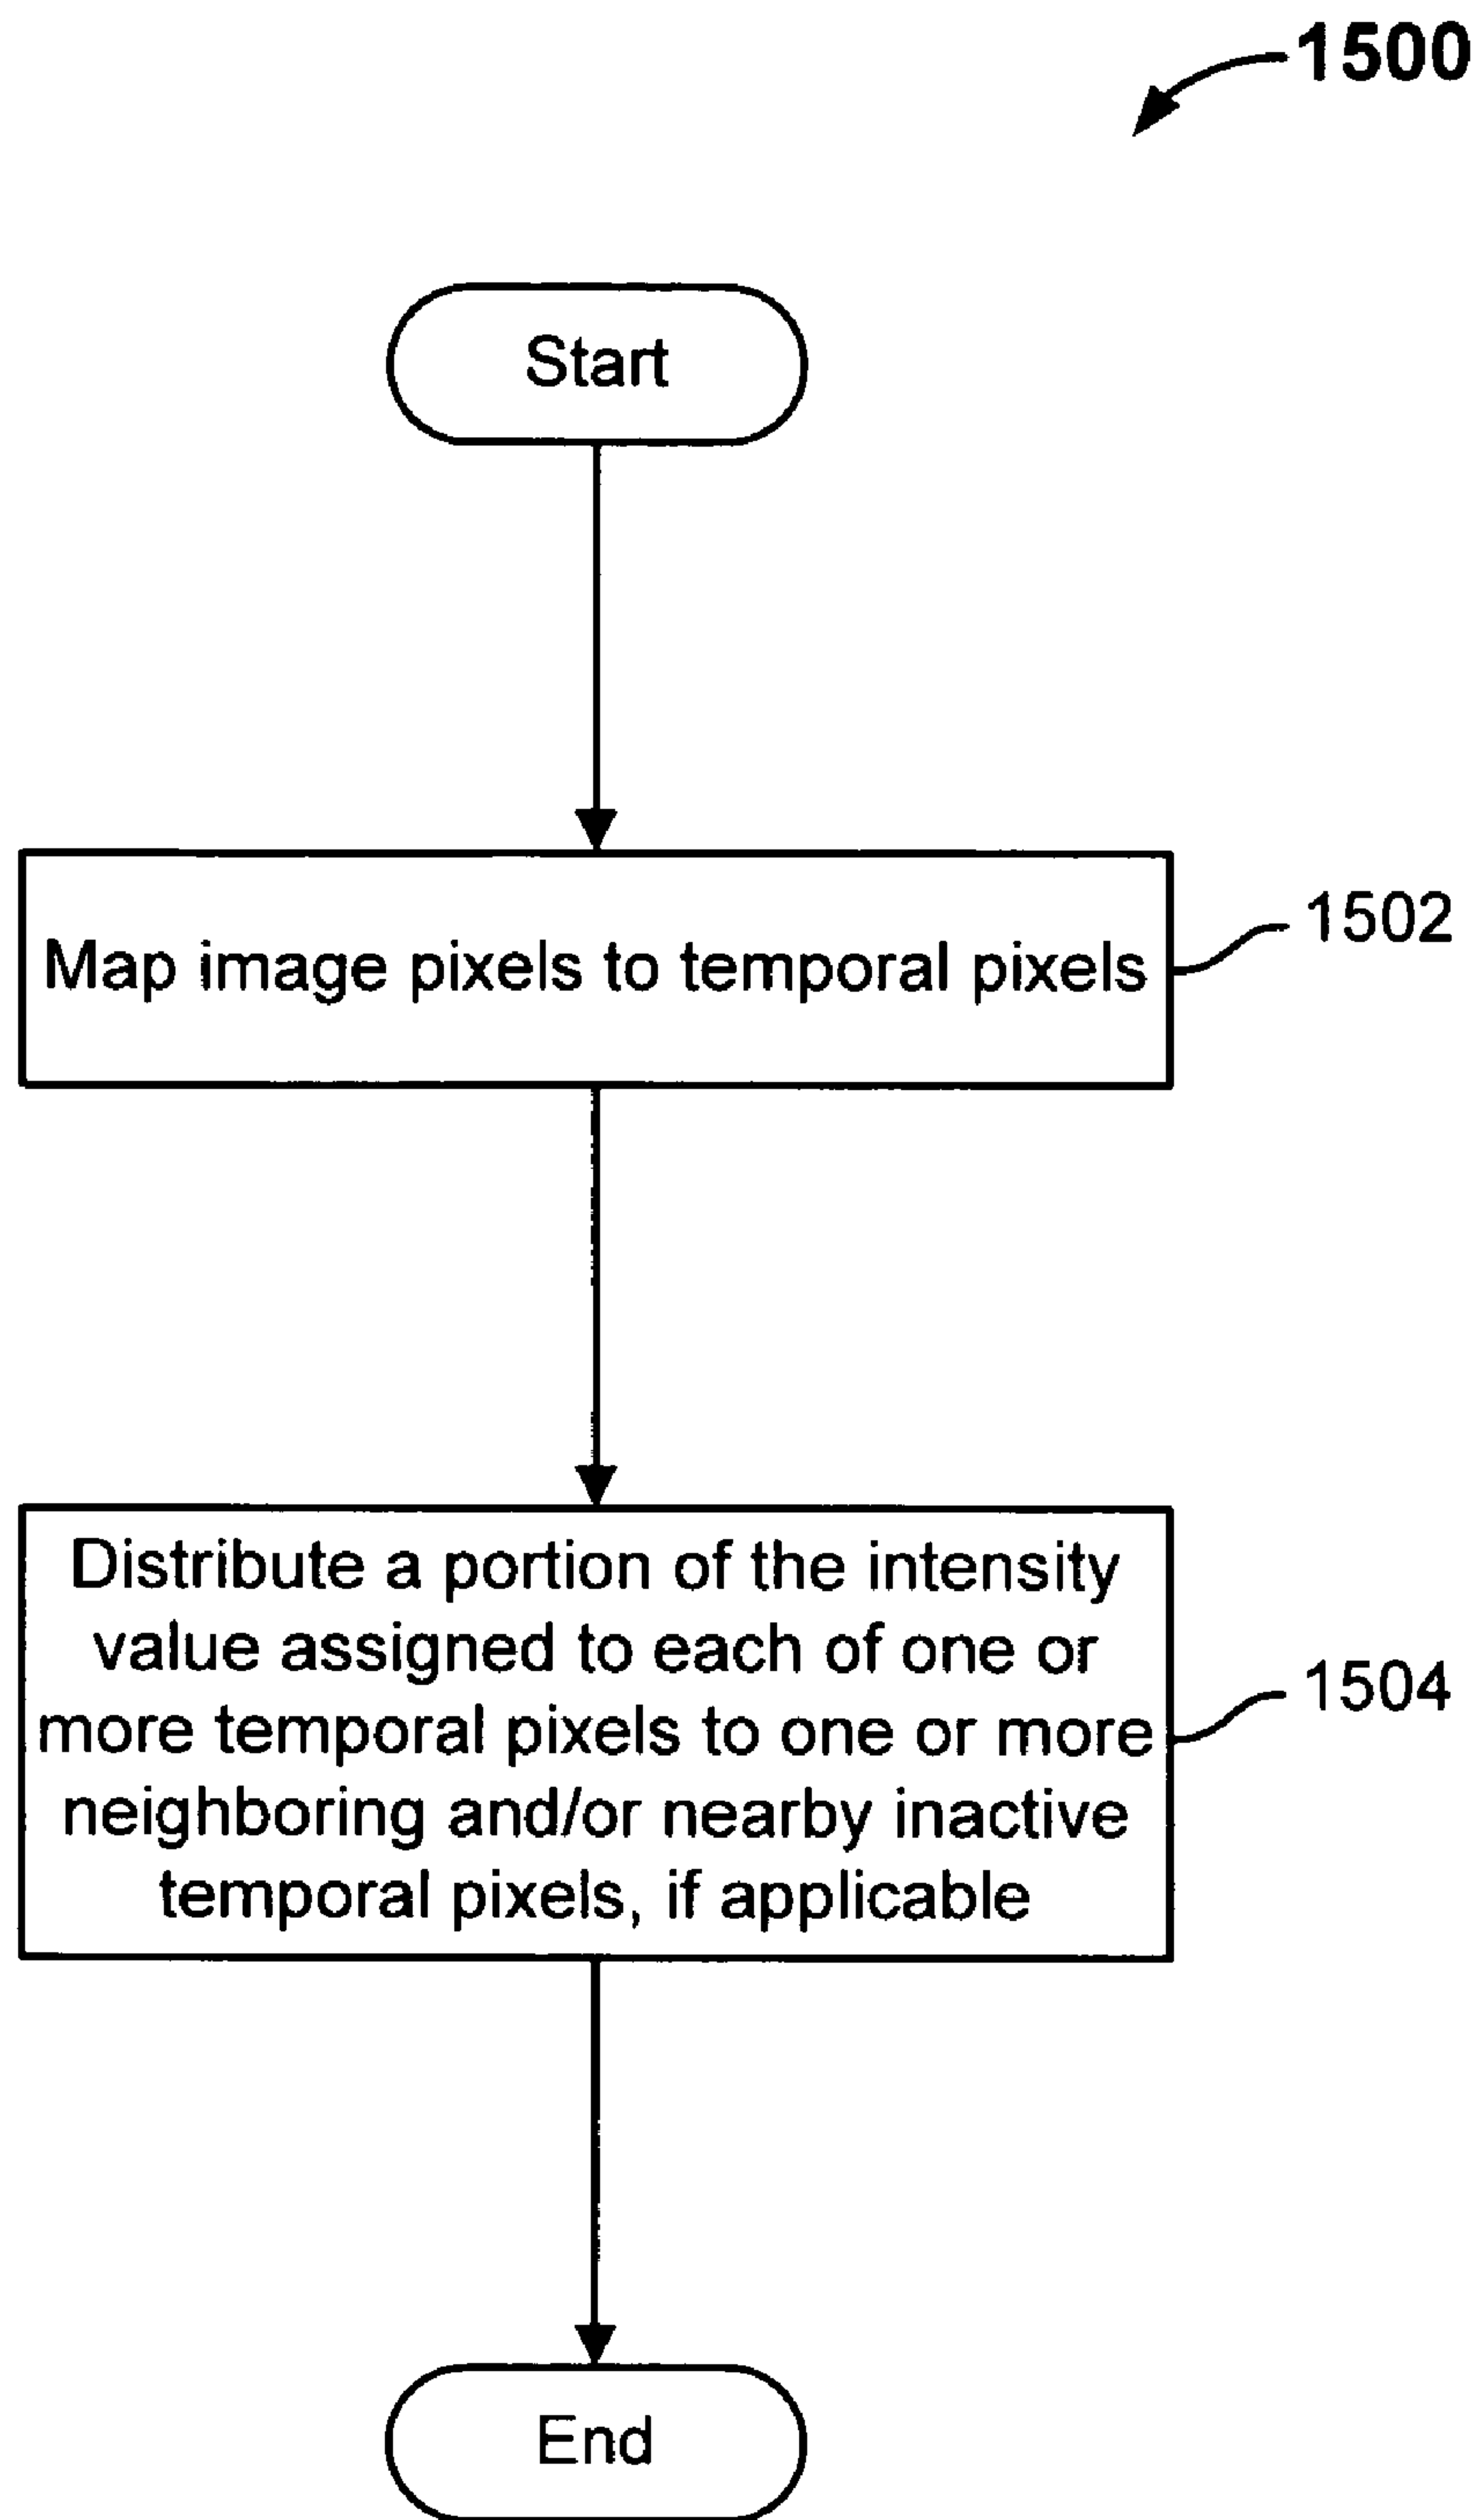 1500
Start
Map image pixels to temporal pixels
1502
Distribute a portion of the intensity
value assigned to each of one or
more temporal pixels to one or more
neighboring and/or nearby inactive
temporal pixels, if applicable
1504
End